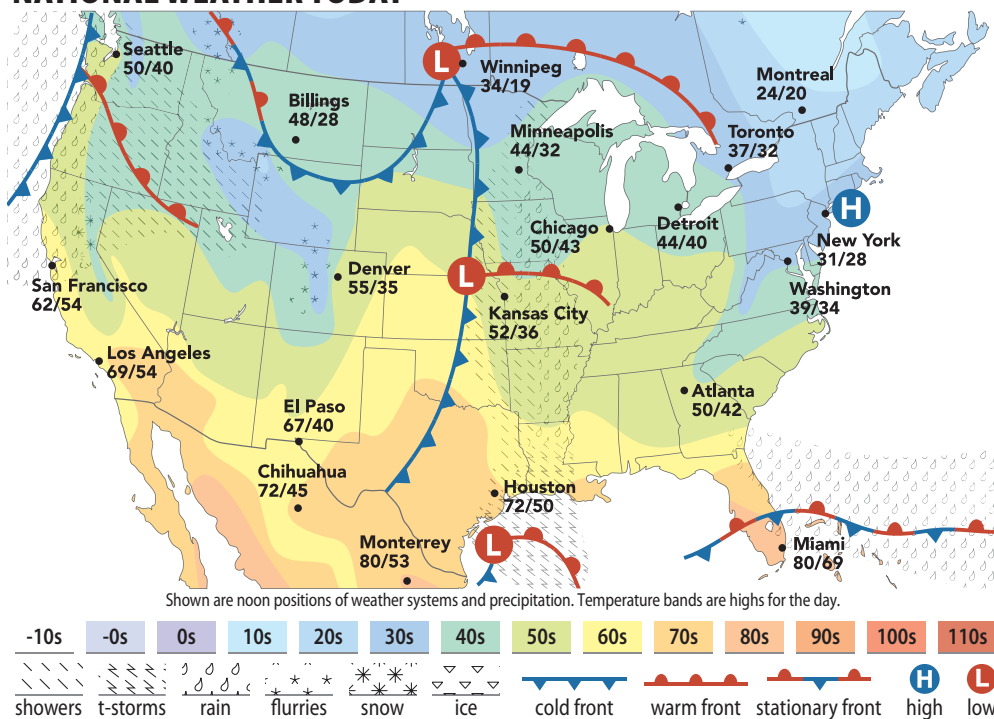 NATIONAL WEATHER TODAY
Seattle
50/40
Billings
48/28
L
Winnipeg
34/19
Montreal
24/20
Minneapolis
44/32
Toronto
37/32
H
New York
31/28
Chicago
50/43
Detroit
44/40
Washington
39/34
San Francisco
62/54
Denver
55/35
L
Kansas City
52/36
Los Angeles
69/54
Atlanta
50/42
El Paso
67/40
Chihuahua
72/45
Houston
72/50
Monterrey
80/53
L
Miami
80/69
Shown are noon positions of weather systems and precipitation. Temperature bands are highs for the day.
-10s -0s 0s 10s 20s 30s 40s 50s 60s 70s 80s 90s 100s 110s
H L
showers t-storms rain flurries snow ice cold front warm front stationary front high low